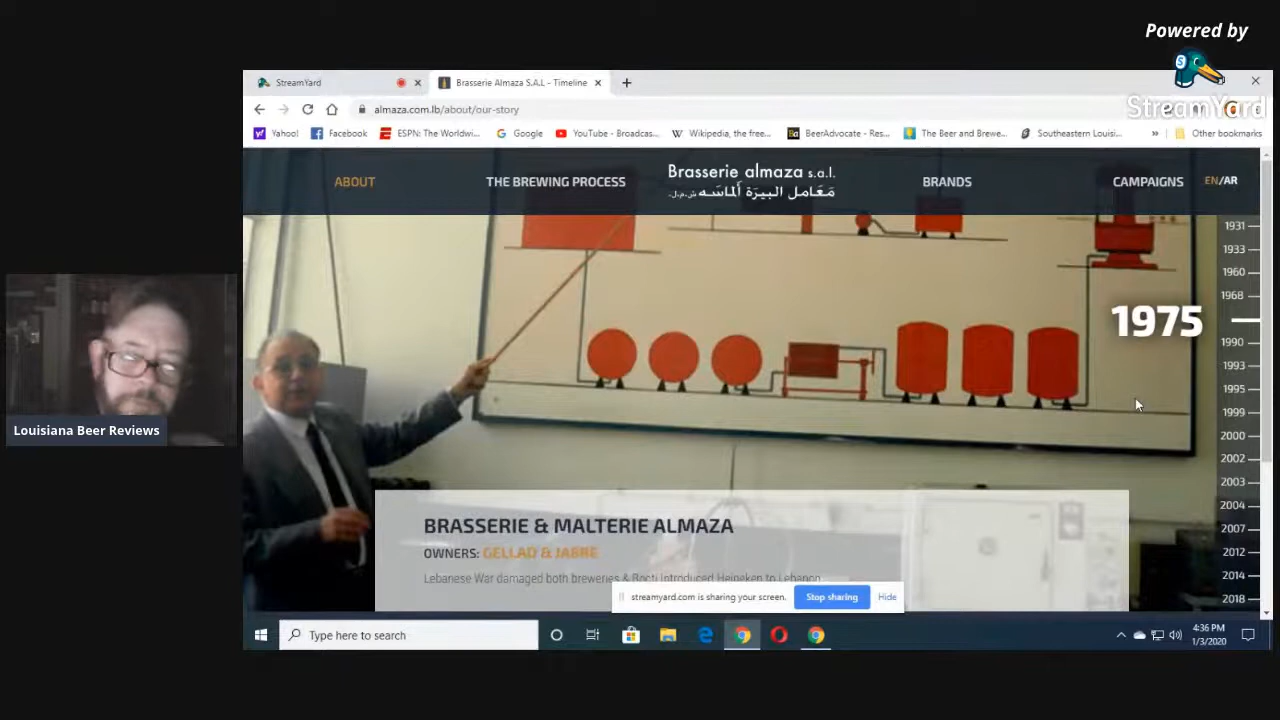 Powered by
StreamYard
StreamYard
Brasserie Almaza S.A.L - Timeline
almaza.com.lb/about/our-story
Yahoo!
Facebook
ESPN: The Worldwi...
Google
YouTube - Broadcas...
Wikipedia, the free...
BeerAdvocate - Res...
The Beer and Brewe...
Southeastern Louisi...
Other bookmarks
ABOUT
THE BREWING PROCESS
Brasserie almaza s.a.l.
مَعَامل البيرَة أَلماسَه ش.م.ل.
BRANDS
CAMPAIGNS
EN/AR
1931
1933
1960
1968
1975
1990
1993
1995
1999
2000
2002
2003
2004
2007
2012
2014
2018
Louisiana Beer Reviews
BRASSERIE & MALTERIE ALMAZA
OWNERS: GELLAD & JABRE
Lebanese War damaged both breweries & Bocti Introduced Heineken to Lebanon
streamyard.com is sharing your screen.
Stop sharing
Hide
Type here to search
4:36 PM
1/3/2020